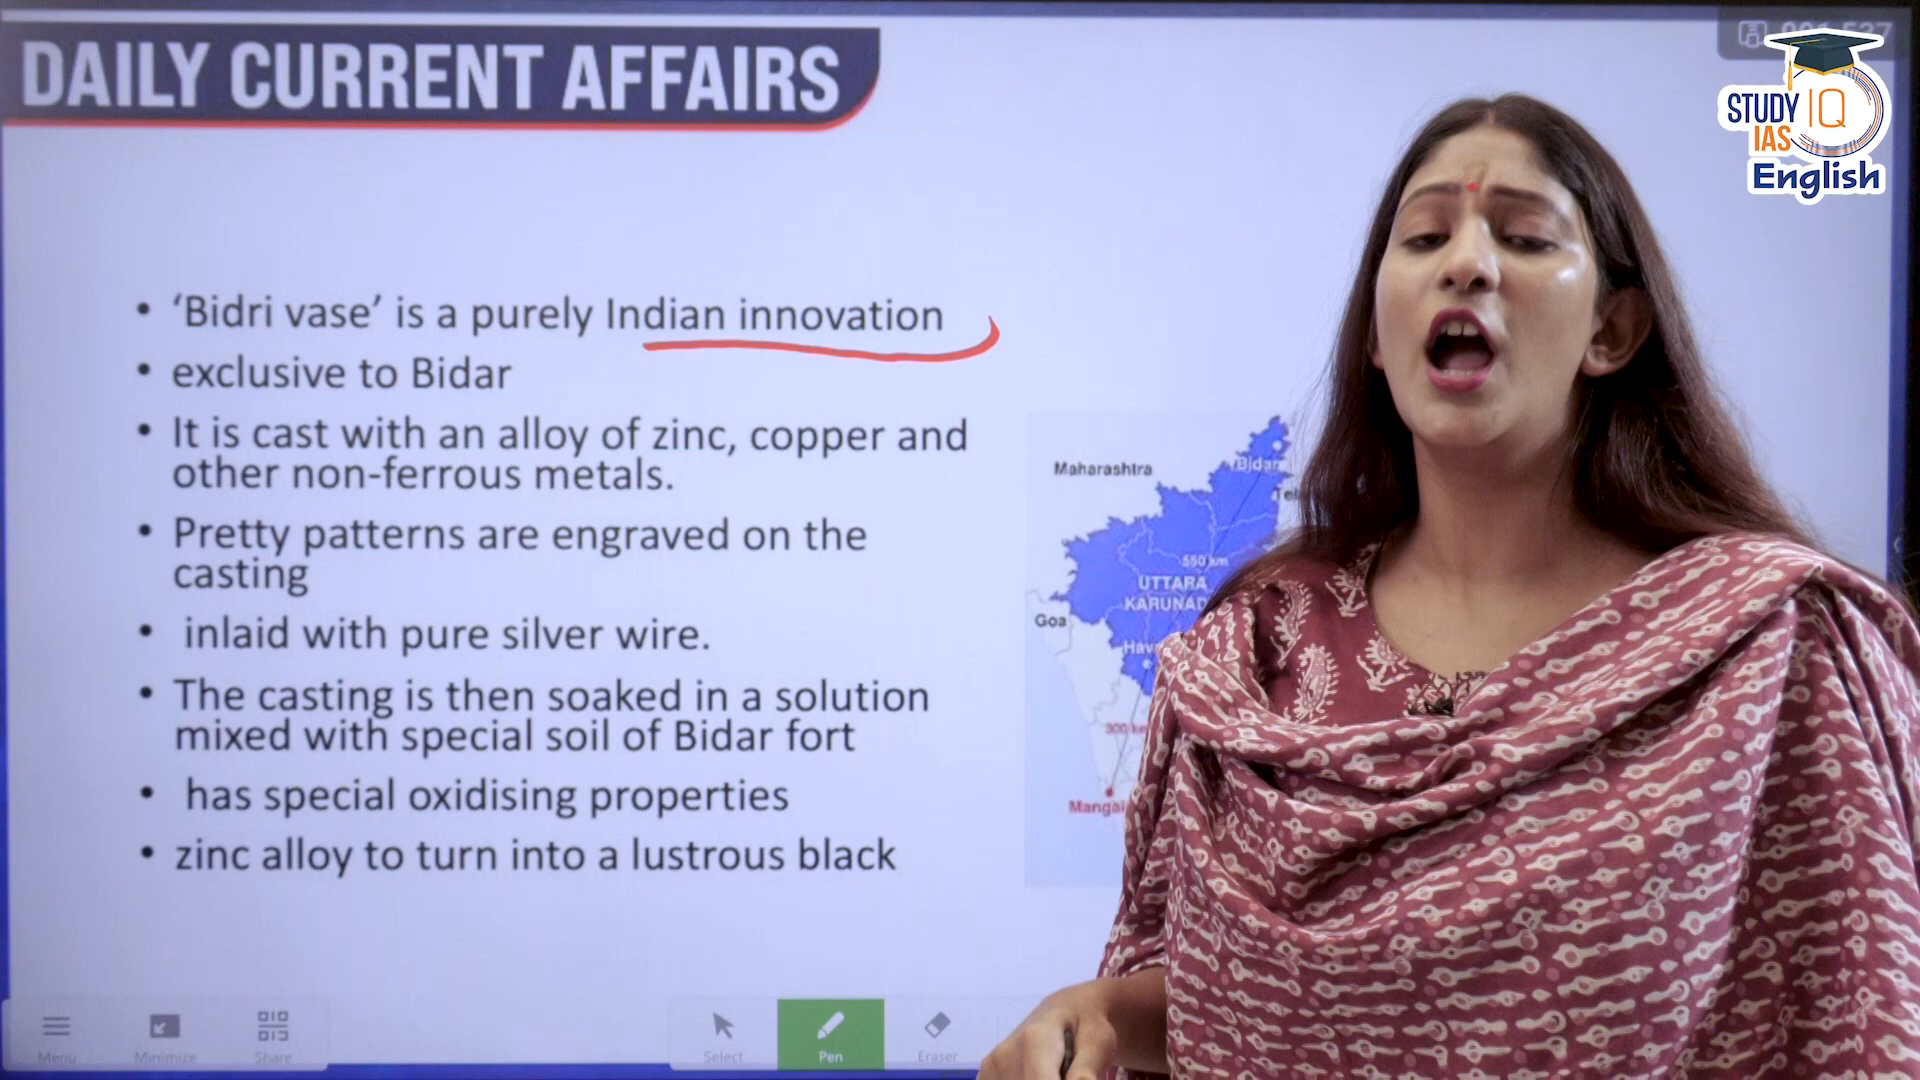 DAILY CURRENT AFFAIRS
STUDY IQ
IAS
English
• ‘Bidri vase’ is a purely Indian innovation
• exclusive to Bidar
• It is cast with an alloy of zinc, copper and
other non-ferrous metals.
• Pretty patterns are engraved on the
casting
• inlaid with pure silver wire.
• The casting is then soaked in a solution
mixed with special soil of Bidar fort
• has special oxidising properties
• zinc alloy to turn into a lustrous black
Maharashtra
Bidar
550 km
UTTARA
Goa
Menu
Minimize
Share
Select
Pen
Eraser